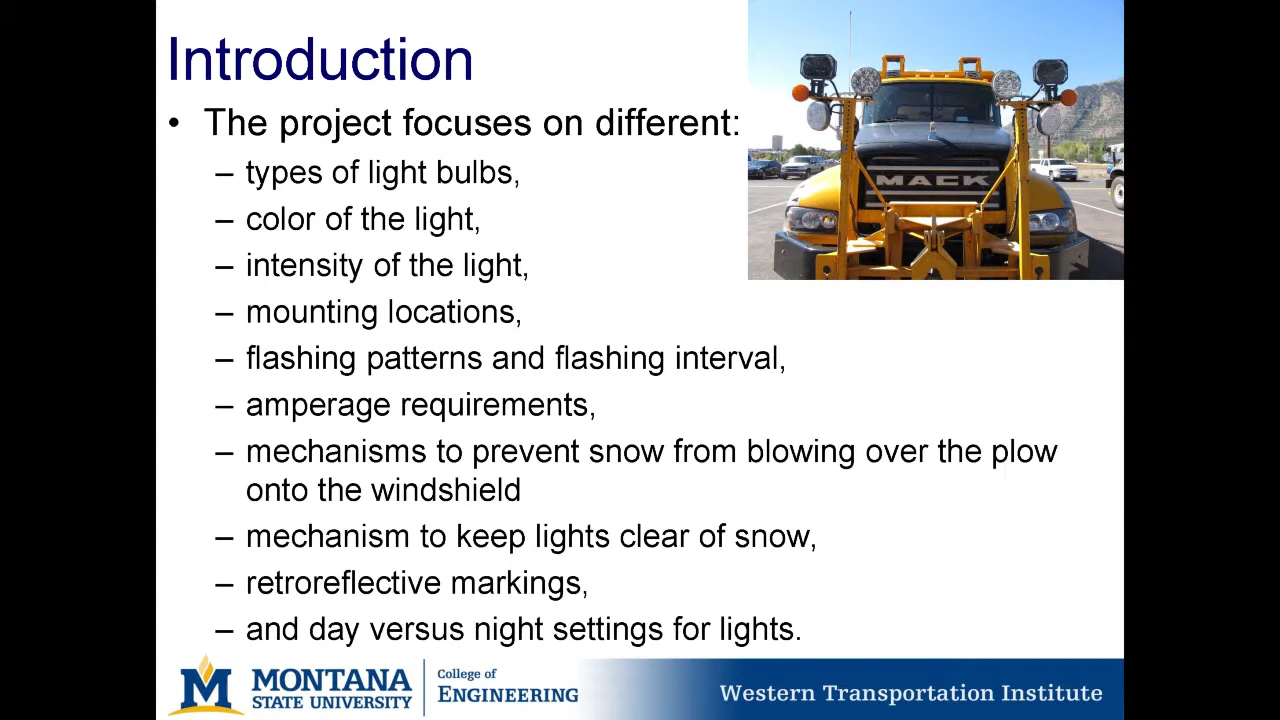 Introduction
• The project focuses on different:
– types of light bulbs,
– color of the light,
– intensity of the light,
– mounting locations,
– flashing patterns and flashing interval,
– amperage requirements,
– mechanisms to prevent snow from blowing over the plow
onto the windshield
– mechanism to keep lights clear of snow,
– retroreflective markings,
– and day versus night settings for lights.
MACK
M
MONTANA
STATE UNIVERSITY
College of
ENGINEERING
Western Transportation Institute